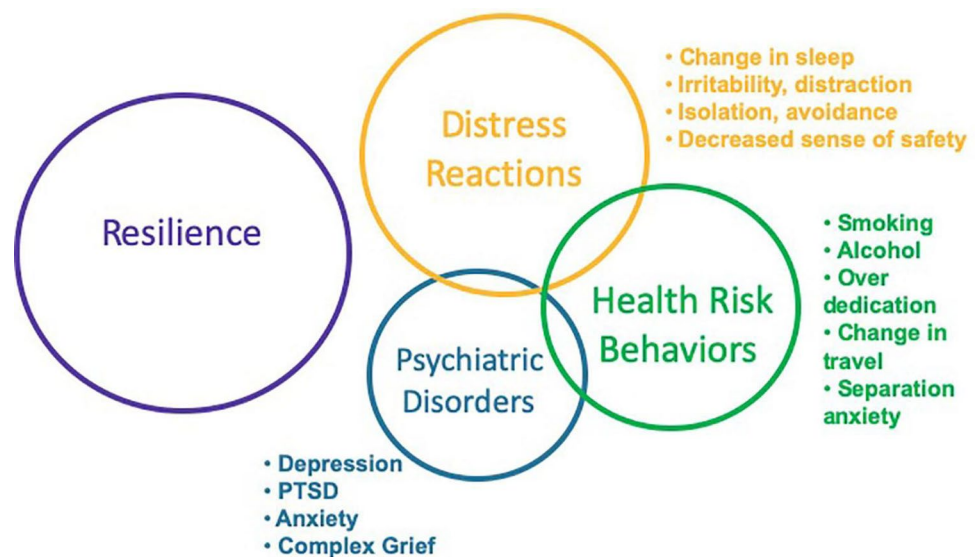 Resilience
Distress
Reactions
• Change in sleep
• Irritability, distraction
• Isolation, avoidance
• Decreased sense of safety
Health Risk
Behaviors
• Smoking
• Alcohol
• Over
dedication
• Change in
travel
• Separation
anxiety
Psychiatric
Disorders
• Depression
• PTSD
• Anxiety
• Complex Grief